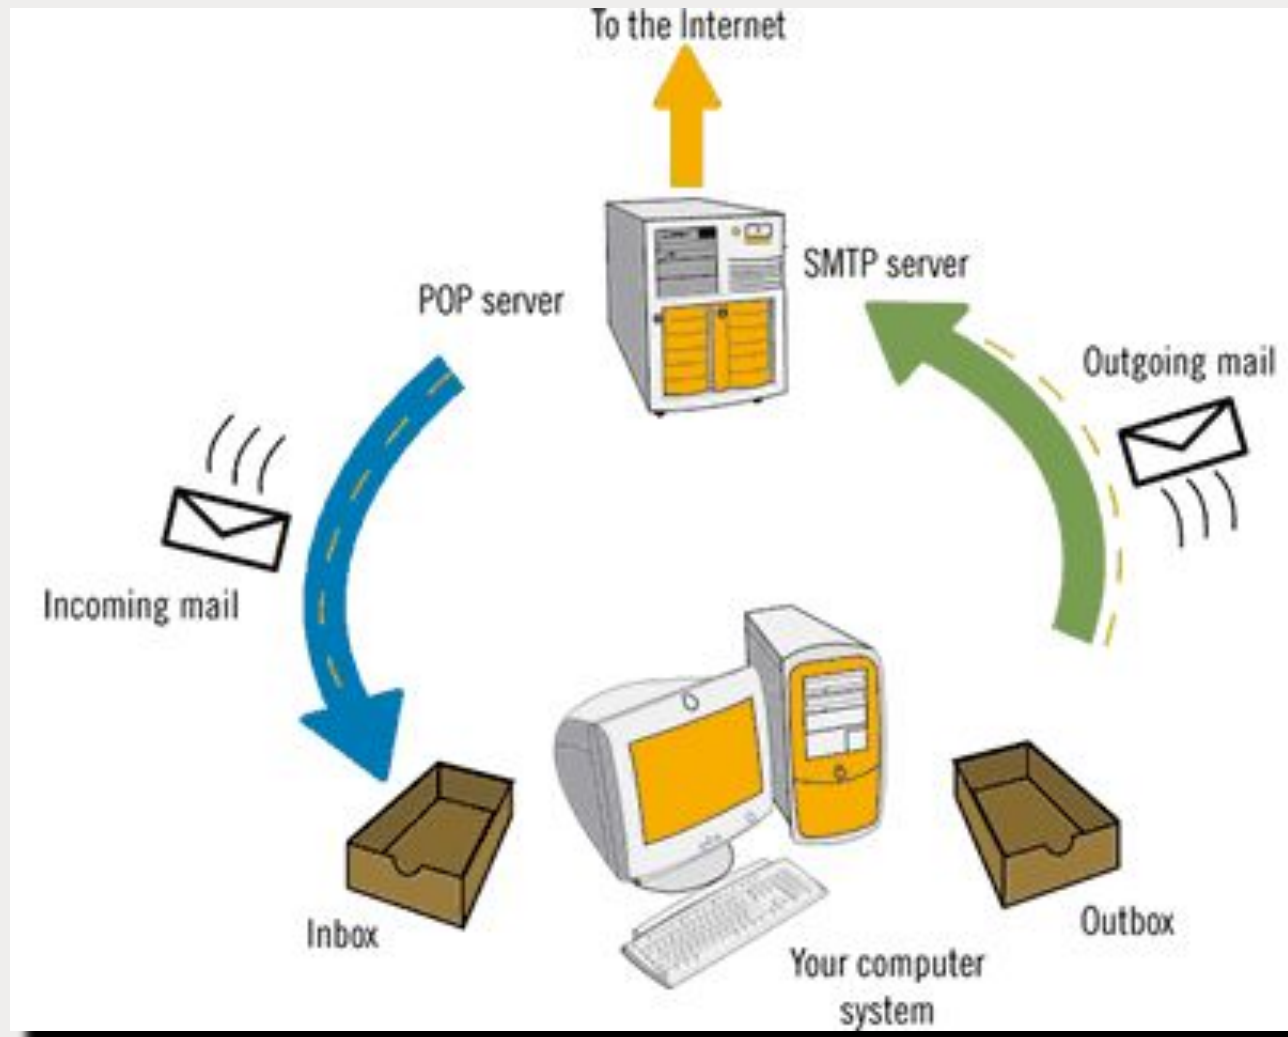 To the Internet
SMTP server
POP server
Outgoing mail
Incoming mail
Inbox
Outbox
Your computer
system